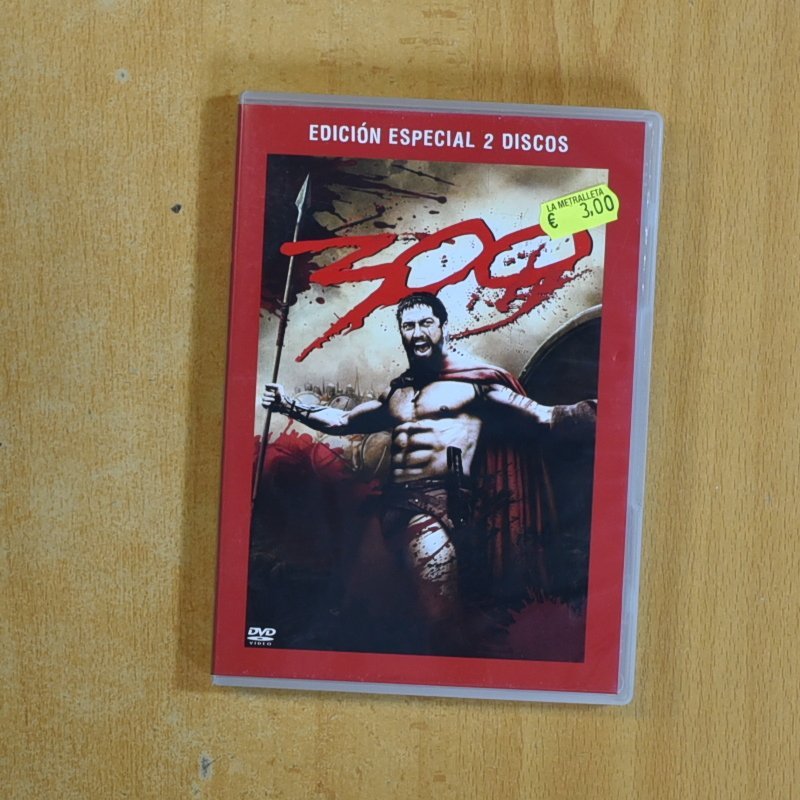 EDICIÓN ESPECIAL 2 DISCOS
LA METRALLETA
€ 3,00
300
DVD
VIDEO